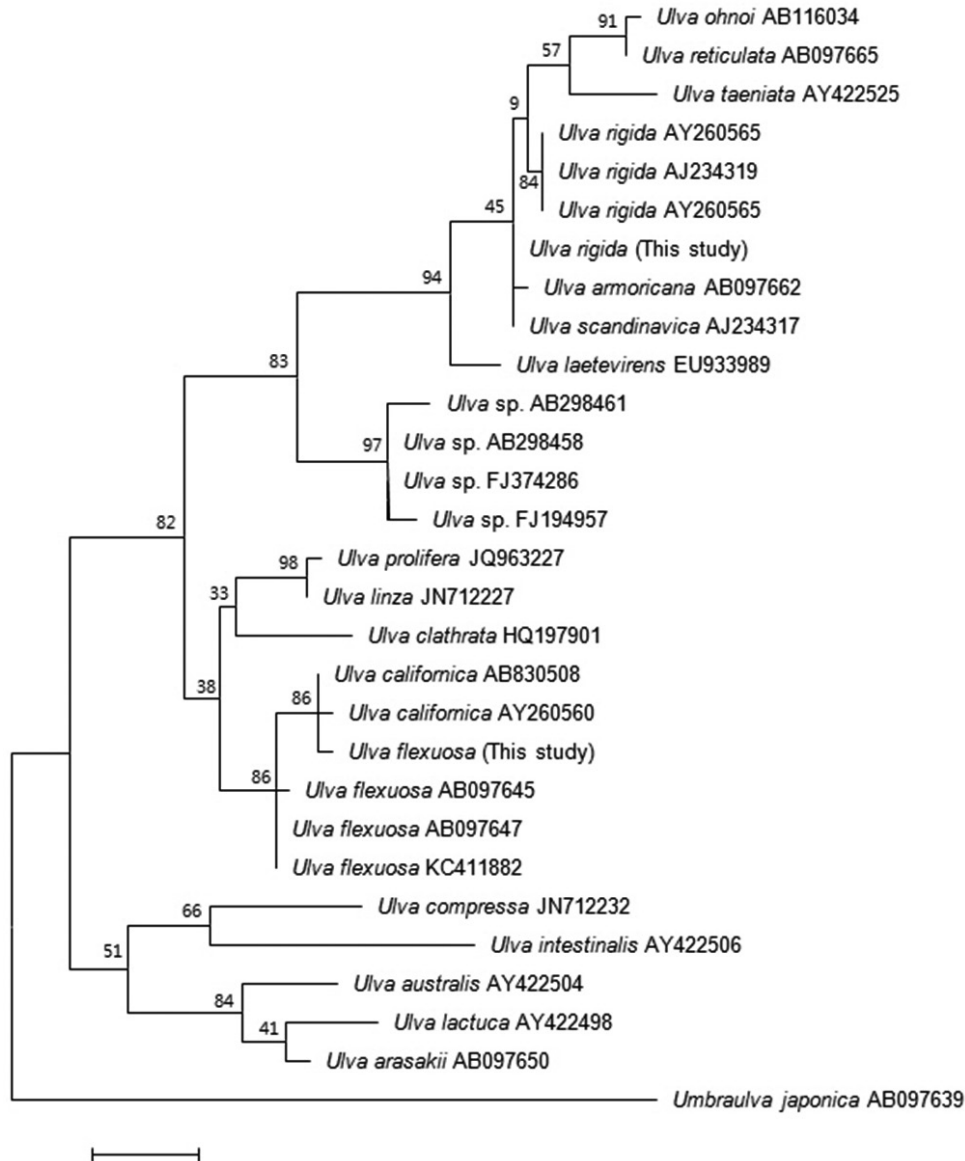 91
Ulva ohnoi AB116034
57
Ulva reticulata AB097665
Ulva taeniata AY422525
9
Ulva rigida AY260565
Ulva rigida AJ234319
84
Ulva rigida AY260565
45
Ulva rigida (This study)
94
Ulva armoricana AB097662
Ulva scandinavica AJ234317
83
Ulva laetevirens EU933989
Ulva sp. AB298461
97
Ulva sp. AB298458
Ulva sp. FJ374286
Ulva sp. FJ194957
82
98
Ulva prolifera JQ963227
33
Ulva linza JN712227
Ulva clathrata HQ197901
38
Ulva californica AB830508
86
Ulva californica AY260560
Ulva flexuosa (This study)
86
Ulva flexuosa AB097645
Ulva flexuosa AB097647
Ulva flexuosa KC411882
66
Ulva compressa JN712232
51
Ulva intestinalis AY422506
84
Ulva australis AY422504
41
Ulva lactuca AY422498
Ulva arasakii AB097650
Umbraulva japonica AB097639